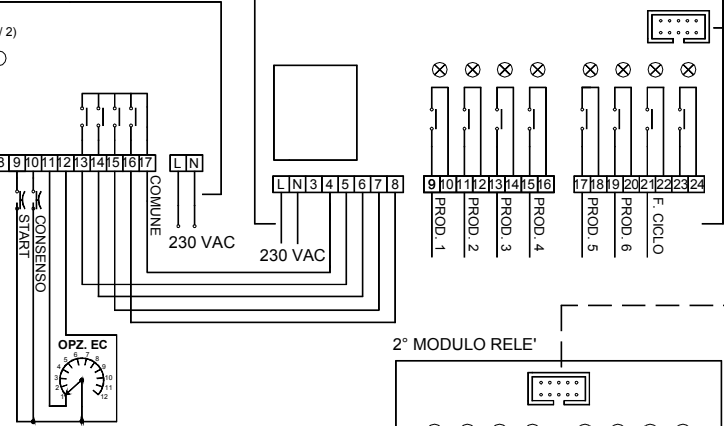 / 2)
8 9 10 11 12 13 14 15 16 17
L N
L N 3 4 5 6 7 8
9 10 11 12 13 14 15 16
17 18 19 20 21 22 23 24
START
CONSENSO
COMUNE
230 VAC
230 VAC
PROD. 1
PROD. 2
PROD. 3
PROD. 4
PROD. 5
PROD. 6
F. CICLO
OPZ. EC
1 2 3 4 5 6 7 8 9 10 11 12
2° MODULO RELE'